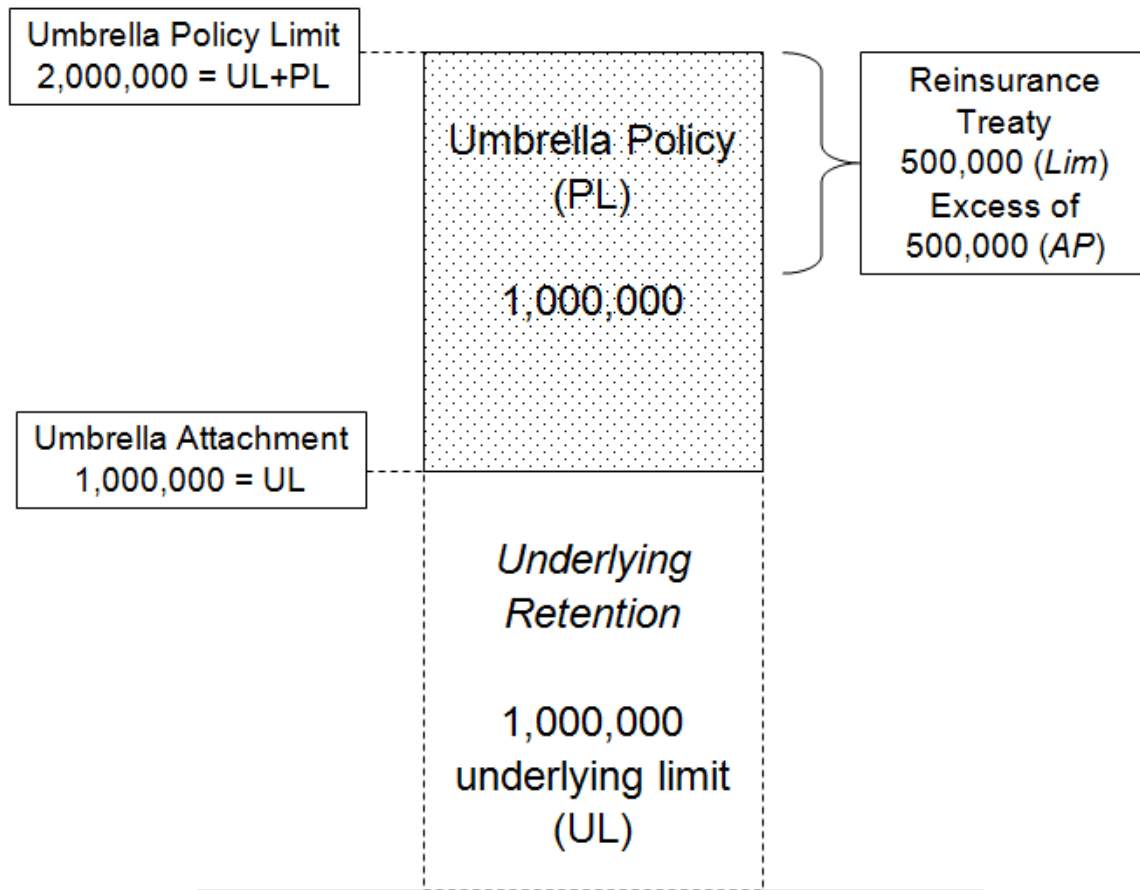 Umbrella Policy Limit
2,000,000 = UL+PL
Umbrella Policy
(PL)
1,000,000
Reinsurance
Treaty
500,000 (Lim)
Excess of
500,000 (AP)
Umbrella Attachment
1,000,000 = UL
Underlying
Retention
1,000,000
underlying limit
(UL)